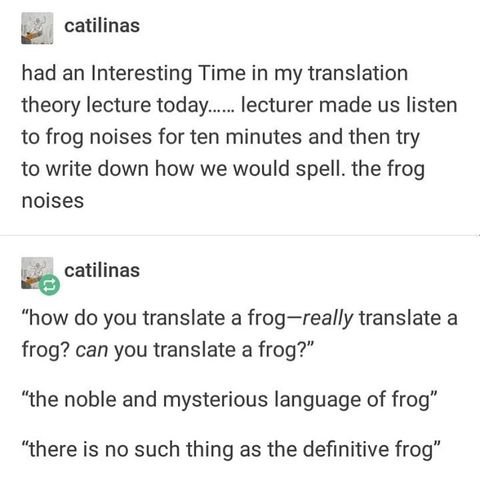 catilinas
had an Interesting Time in my translation
theory lecture today...... lecturer made us listen
to frog noises for ten minutes and then try
to write down how we would spell. the frog
noises
catilinas
“how do you translate a frog—really translate a
frog? can you translate a frog?”
“the noble and mysterious language of frog”
“there is no such thing as the definitive frog”